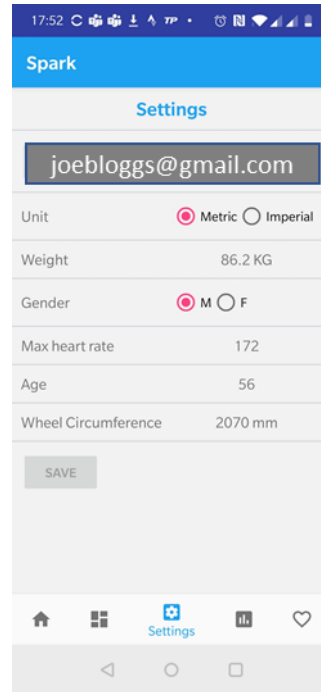 17:52
Spark
Settings
joebloggs@gmail.com
Unit Metric Imperial
Weight 86.2 KG
Gender M F
Max heart rate 172
Age 56
Wheel Circumference 2070 mm
SAVE
Settings